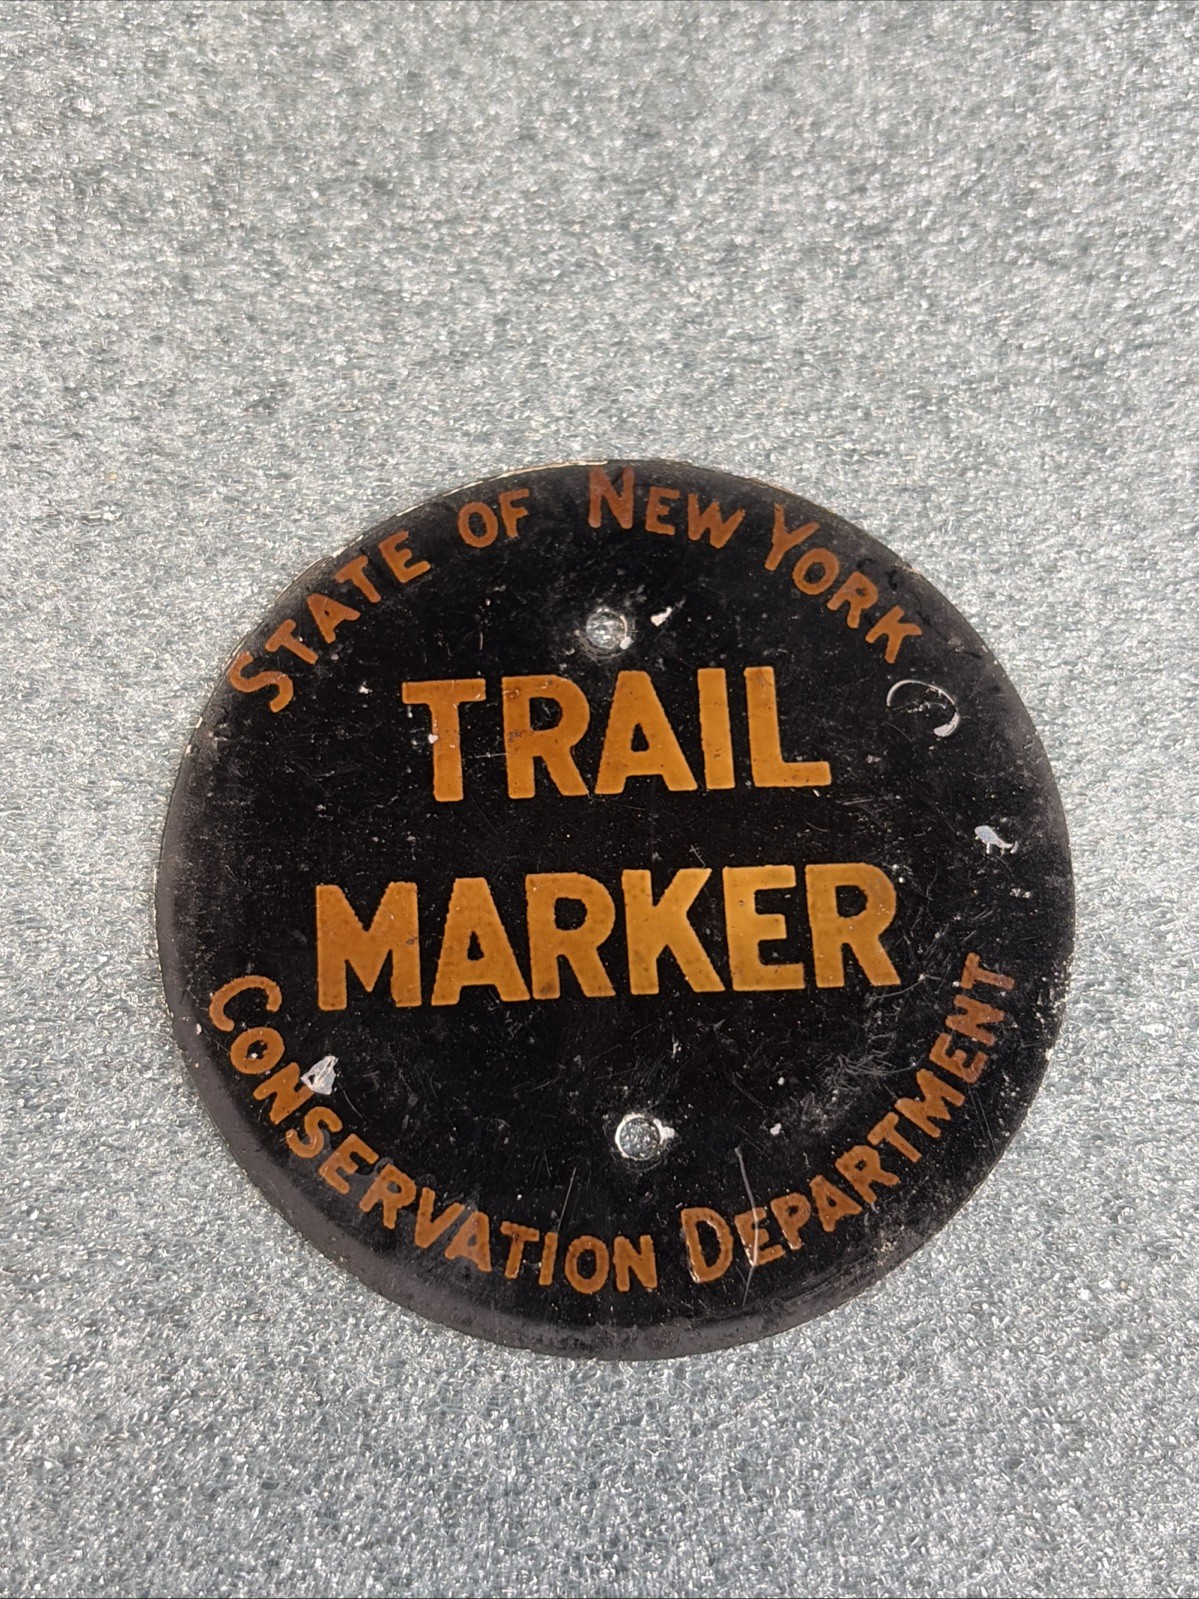 STATE OF NEW YORK
TRAIL
MARKER
CONSERVATION DEPARTMENT